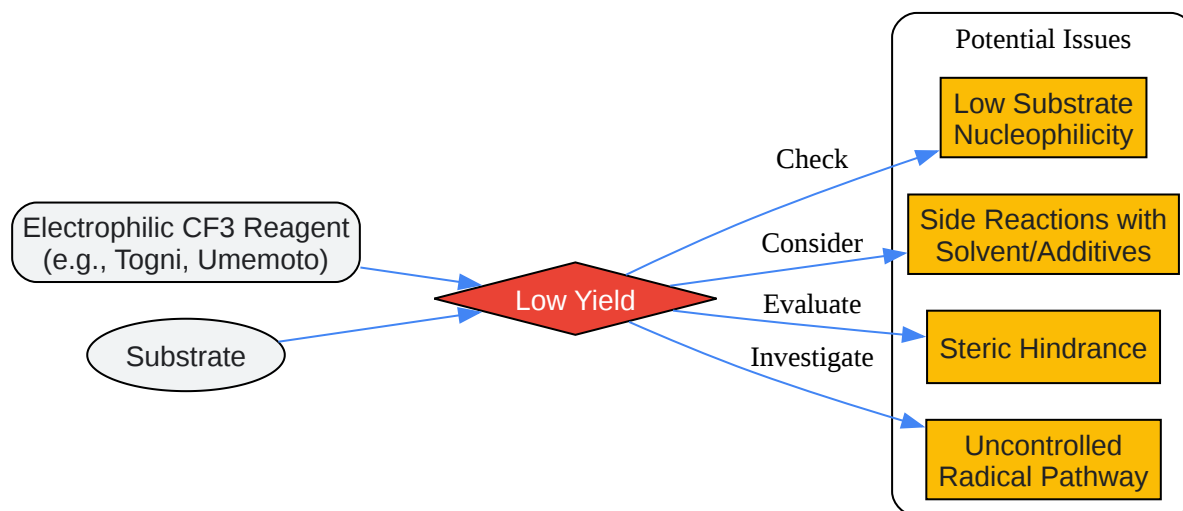 Electrophilic CF3 Reagent
(e.g., Togni, Umemoto)
Substrate
Low Yield
Check
Consider
Evaluate
Investigate
Potential Issues
Low Substrate
Nucleophilicity
Side Reactions with
Solvent/Additives
Steric Hindrance
Uncontrolled
Radical Pathway